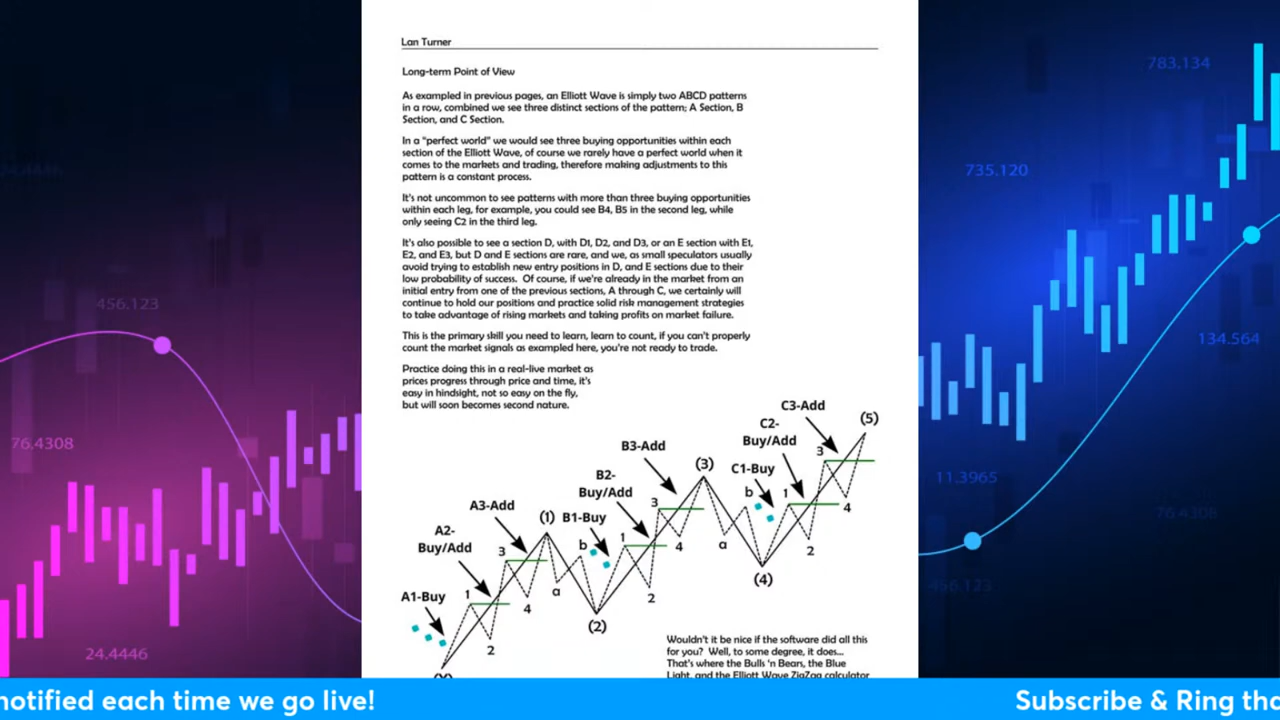 Lan Turner
Long-term Point of View
As exampled in previous pages, an Elliott Wave is simply two ABCD patterns
in a row, combined we see three distinct sections of the pattern; A Section, B
Section, and C Section.
In a “perfect world” we would see three buying opportunities within each
section of the Elliott Wave, of course we rarely have a perfect world when it
comes to the markets and trading, therefore making adjustments to this
pattern is a constant process.
It's not uncommon to see patterns with more than three buying opportunities
within each leg, for example, you could see B4, B5 in the second leg, while
only seeing C2 in the third leg.
It's also possible to see a section D, with D1, D2, and D3, or an E section with E1,
E2, and E3, but D and E sections are rare, and we, as small speculators usually
avoid trying to establish new entry positions in D, and E sections due to their
low probability of success. Of course, if we're already in the market from an
initial entry from one of the previous sections, A through C, we certainly will
continue to hold our positions and practice solid risk management strategies
to take advantage of rising markets and taking profits on market failure.
This is the primary skill you need to learn, learn to count, if you can't properly
count the market signals as exampled here, you're not ready to trade.
Practice doing this in a real-live market as
prices progress through price and time, it's
easy in hindsight, not so easy on the fly,
but will soon becomes second nature.
C3-Add
(5)
C2-
Buy/Add
B3-Add
3
(3)
C1-Buy
B2-
Buy/Add
b
1
4
3
A3-Add
(1)
B1-Buy
A2-
Buy/Add
1
b
4
a
2
3
(4)
a
A1-Buy
1
4
2
(2)
2
Wouldn't it be nice if the software did all this
for you? Well, to some degree, it does...
That's where the Bulls 'n Bears, the Blue
Light, and the Elliott Wave ZigZag calculator
456.123
76.4308
24.4446
783.134
735.120
134.564
11.3965
76.4308
456.123
notified each time we go live!
Subscribe & Ring tha